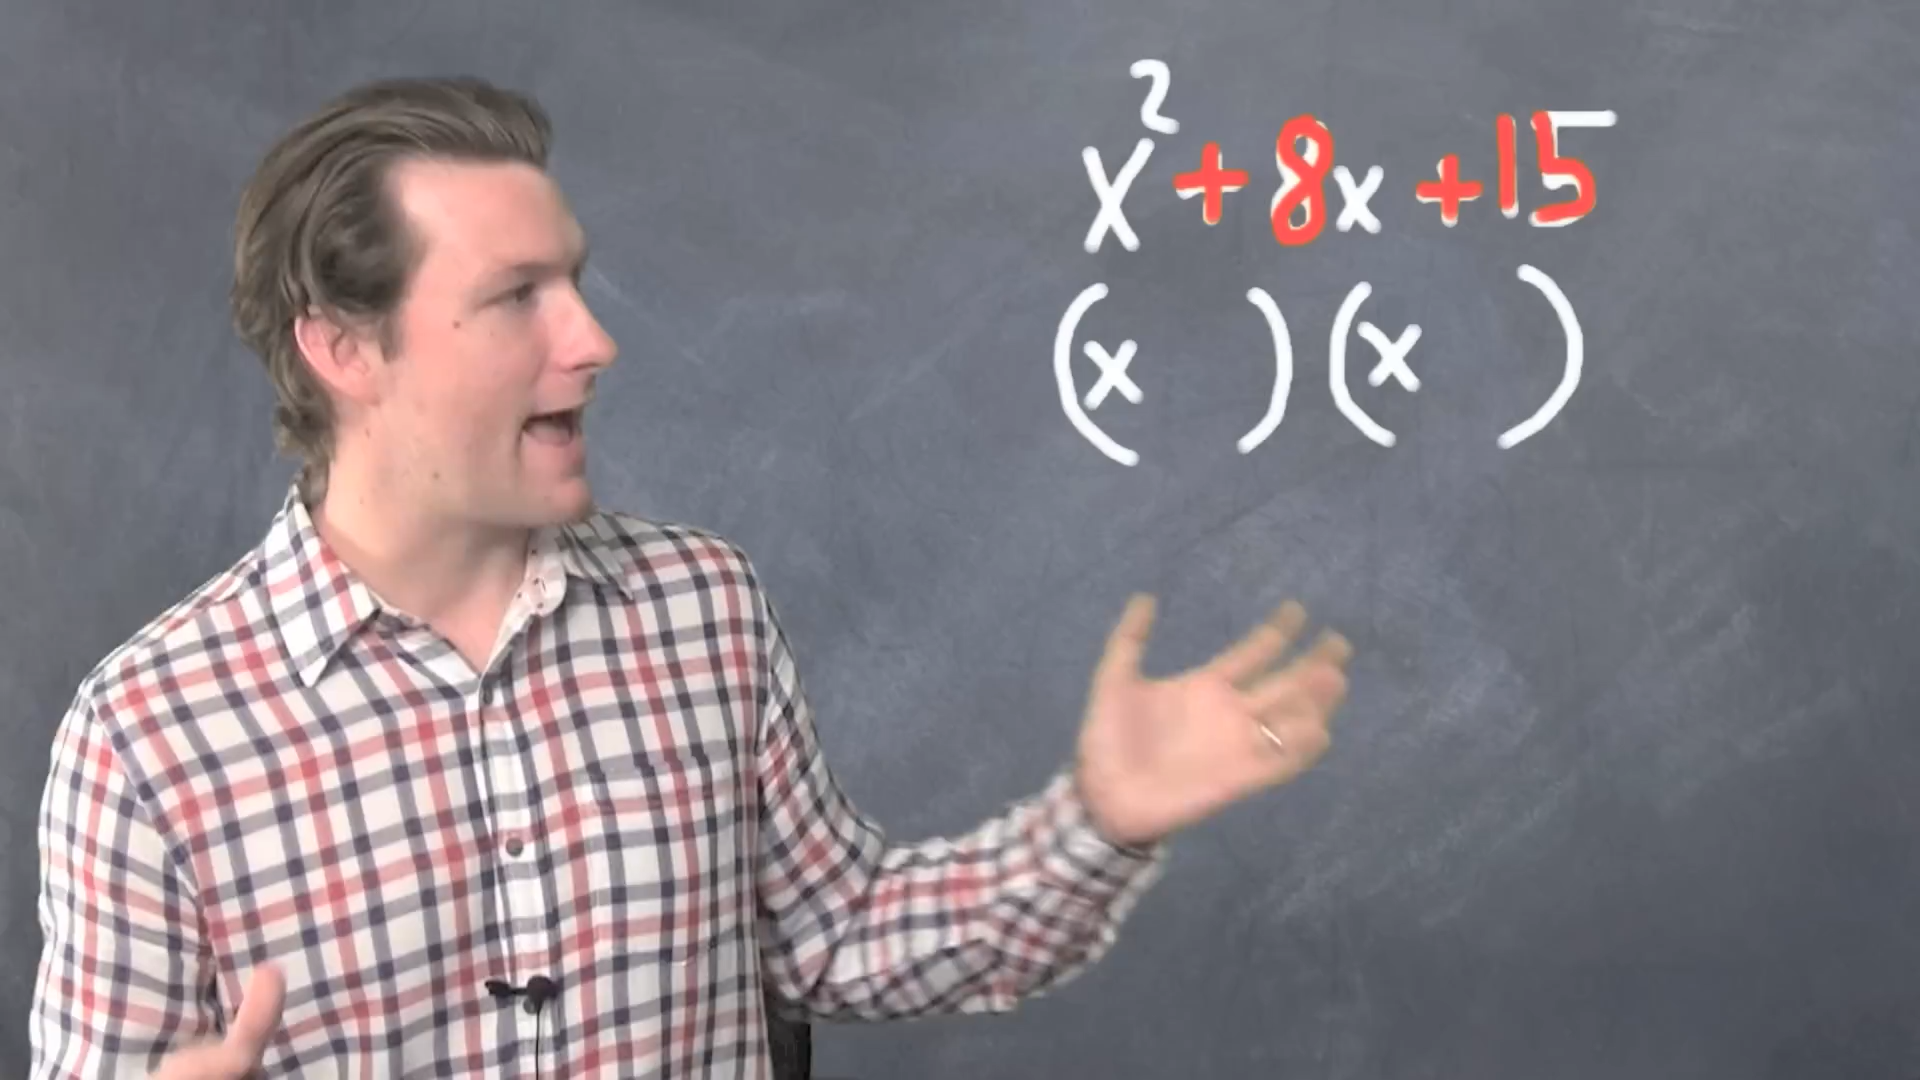 x² + 8x + 15
(x  ) (x  )